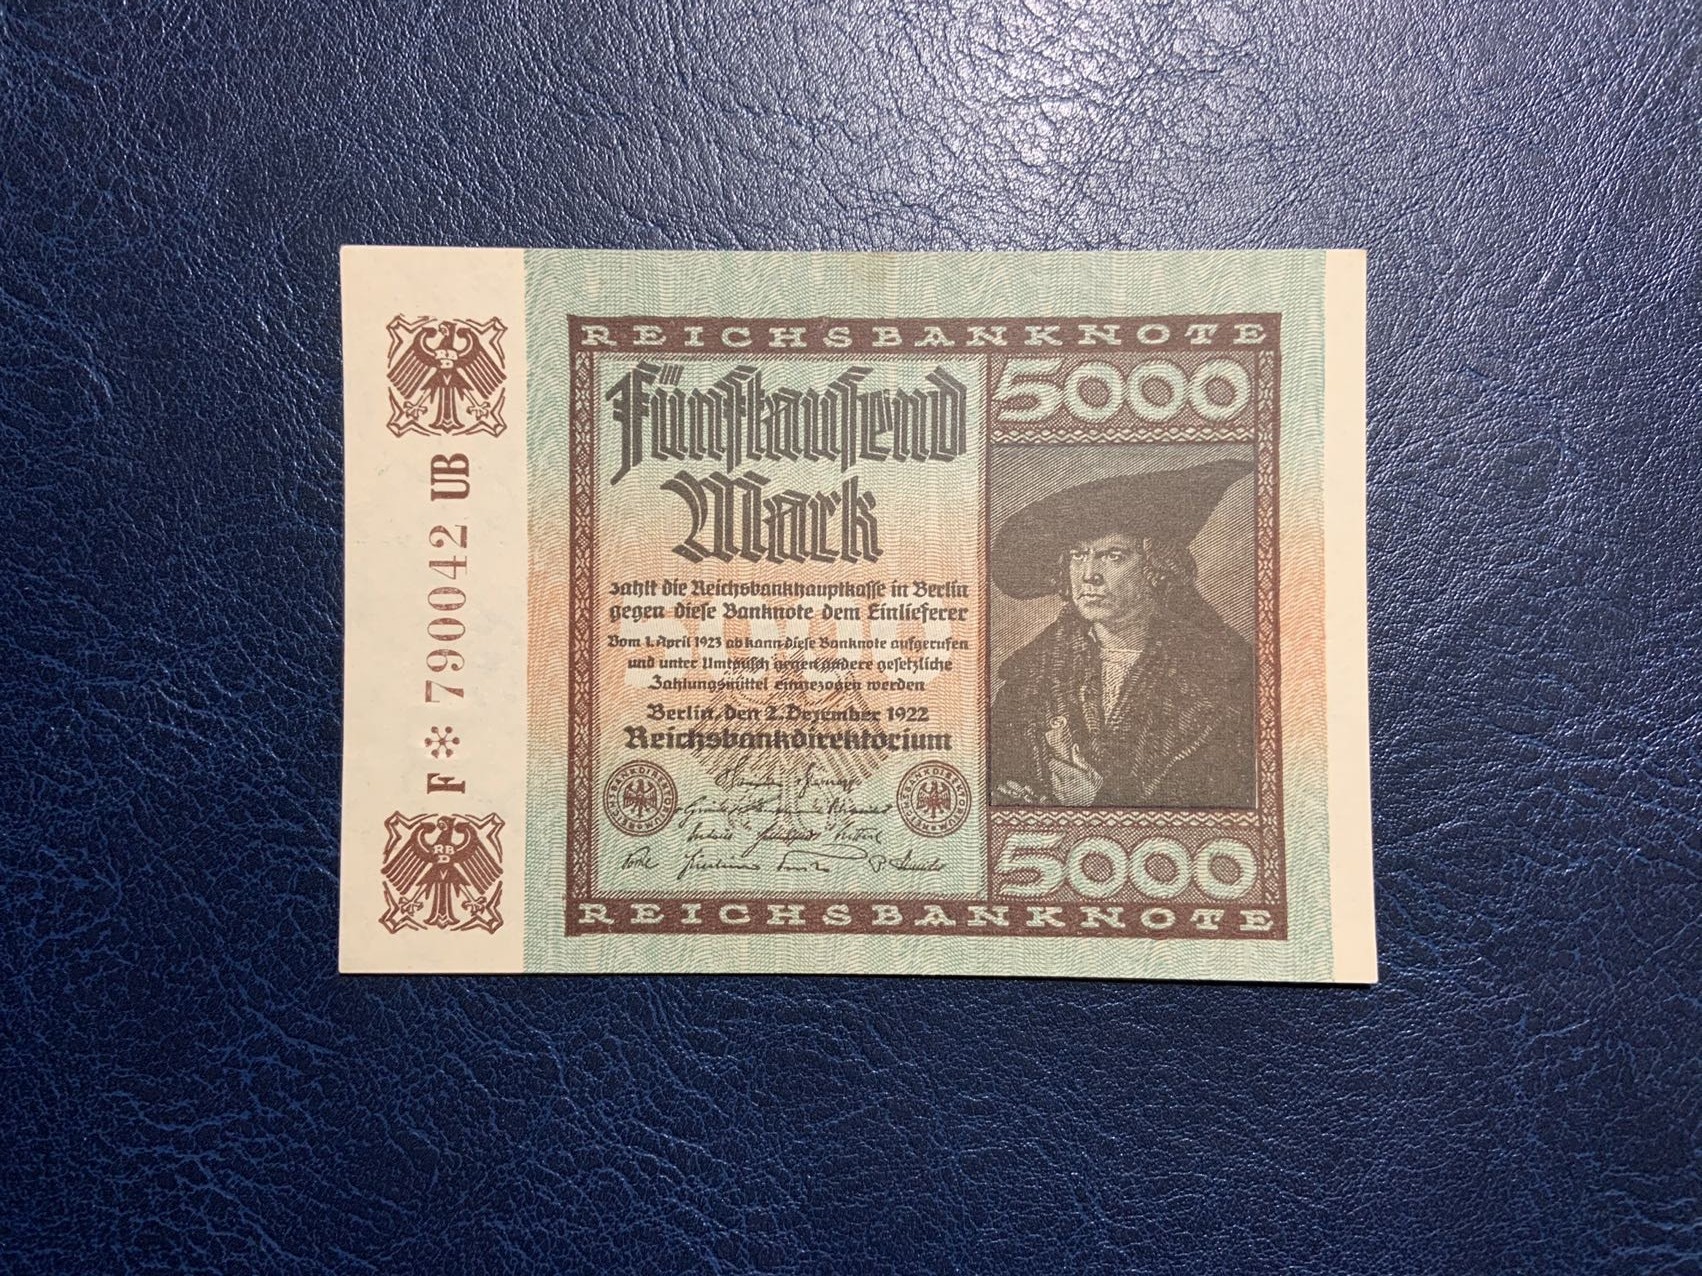 REICHSBANKNOTE
Fünftausend
Mark
zahlt die Reichsbankhauptkasse in Berlin
gegen diese Banknote dem Einlieferer
Vom 1. April 1923 ab kann diese Banknote aufgerufen
und unter Umtausch gegen andere gesetzliche
Zahlungsmittel eingezogen werden
Berlin, den 2. Dezember 1922
Reichsbankdirektorium
5000
5000
REICHSBANKNOTE
F * 790042 UB
RBD
RBD